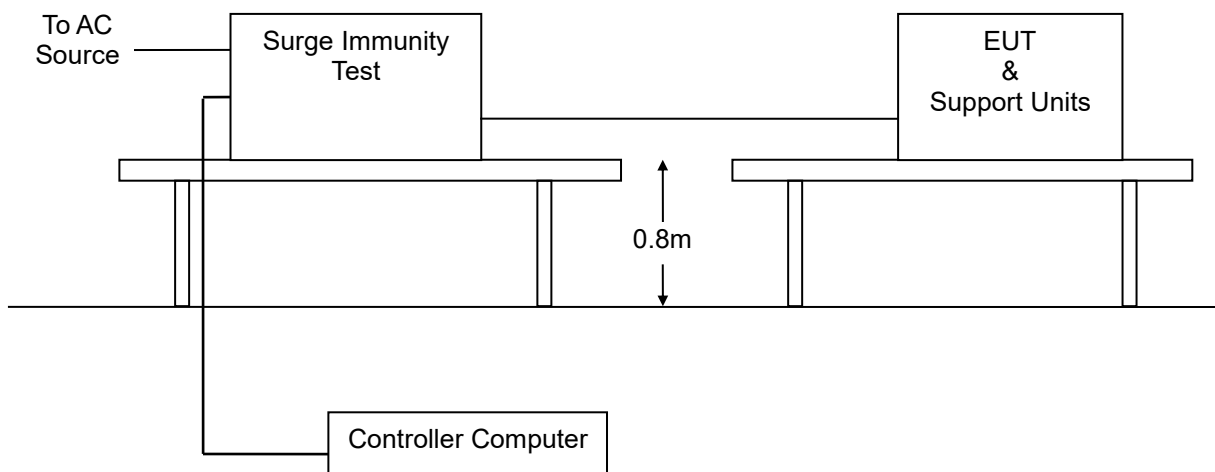 To AC
Source
Surge Immunity
Test
EUT
&
Support Units
0.8m
Controller Computer